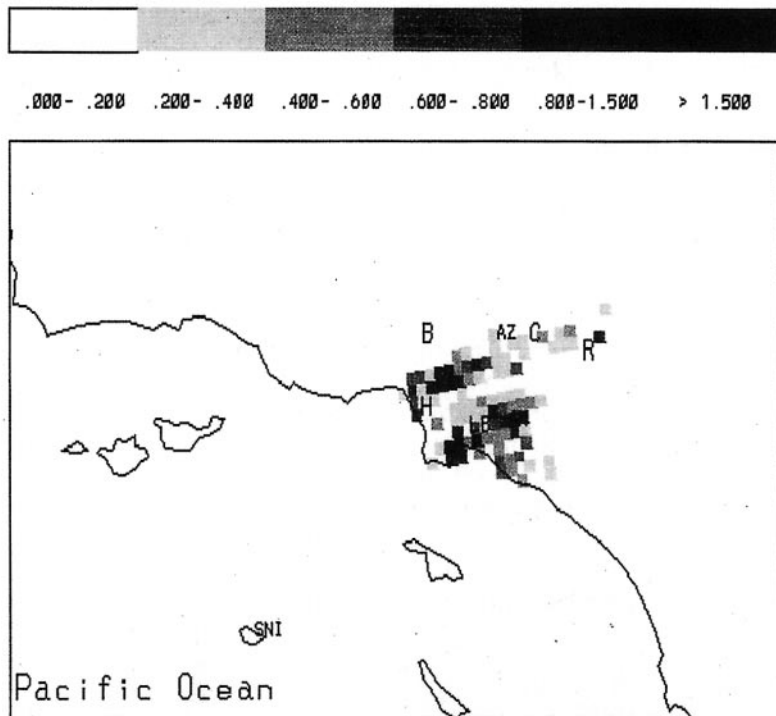 .000- .200 .200- .400 .400- .600 .600- .800 .800-1.500 > 1.500
B AZ C
R
H
LB
SNI
Pacific Ocean